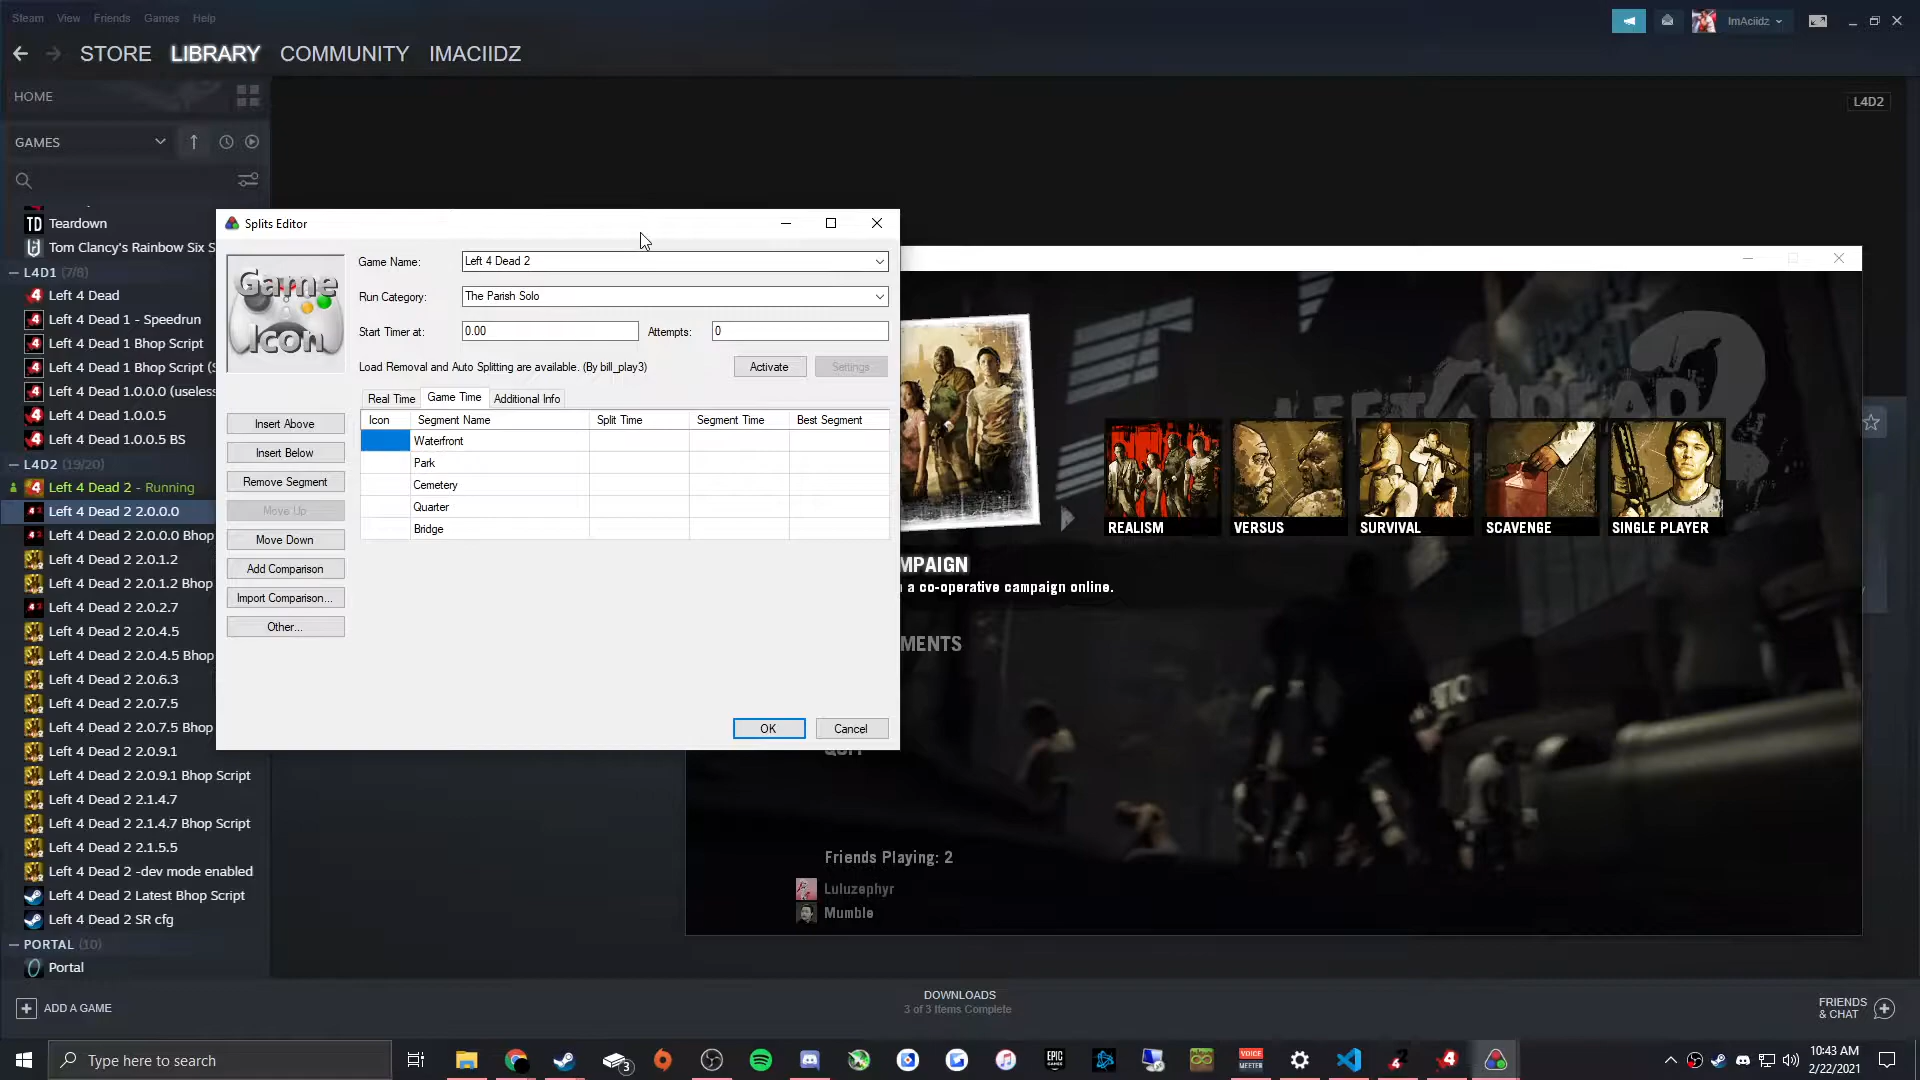 Steam View Friends Games Help
ImAciidz
STORE LIBRARY COMMUNITY IMACIIDZ
HOME
L4D2
GAMES
TD Teardown
Tom Clancy's Rainbow Six S
L4D1 (7/8)
Left 4 Dead
Left 4 Dead 1 - Speedrun
Left 4 Dead 1 Bhop Script
Left 4 Dead 1 Bhop Script (S
Left 4 Dead 1.0.0.0 (useless
Left 4 Dead 1.0.0.5
Left 4 Dead 1.0.0.5 BS
L4D2 (19/20)
Left 4 Dead 2 - Running
Left 4 Dead 2 2.0.0.0
Left 4 Dead 2 2.0.0.0 Bhop
Left 4 Dead 2 2.0.1.2
Left 4 Dead 2 2.0.1.2 Bhop
Left 4 Dead 2 2.0.2.7
Left 4 Dead 2 2.0.4.5
Left 4 Dead 2 2.0.4.5 Bhop
Left 4 Dead 2 2.0.6.3
Left 4 Dead 2 2.0.7.5
Left 4 Dead 2 2.0.7.5 Bhop
Left 4 Dead 2 2.0.9.1
Left 4 Dead 2 2.0.9.1 Bhop Script
Left 4 Dead 2 2.1.4.7
Left 4 Dead 2 2.1.4.7 Bhop Script
Left 4 Dead 2 2.1.5.5
Left 4 Dead 2 -dev mode enabled
Left 4 Dead 2 Latest Bhop Script
Left 4 Dead 2 SR cfg
PORTAL (10)
Portal
Splits Editor
Game Icon
Game Name: Left 4 Dead 2
Run Category: The Parish Solo
Start Timer at: 0.00 Attempts: 0
Load Removal and Auto Splitting are available. (By bill_play3) Activate Settings
Real Time Game Time Additional Info
Icon Segment Name Split Time Segment Time Best Segment
Waterfront
Park
Cemetery
Quarter
Bridge
Insert Above
Insert Below
Remove Segment
Move Up
Move Down
Add Comparison
Import Comparison...
Other...
OK Cancel
LEFT 4 DEAD 2
REALISM VERSUS SURVIVAL SCAVENGE SINGLE PLAYER
MPAIGN
a co-operative campaign online.
MENTS
QUIT
Friends Playing: 2
Luluzephyr
Mumble
ADD A GAME
DOWNLOADS
3 of 3 Items Complete
FRIENDS
& CHAT
Type here to search
3
EPIC GAMES
VOICE MEETER
10:43 AM
2/22/2021